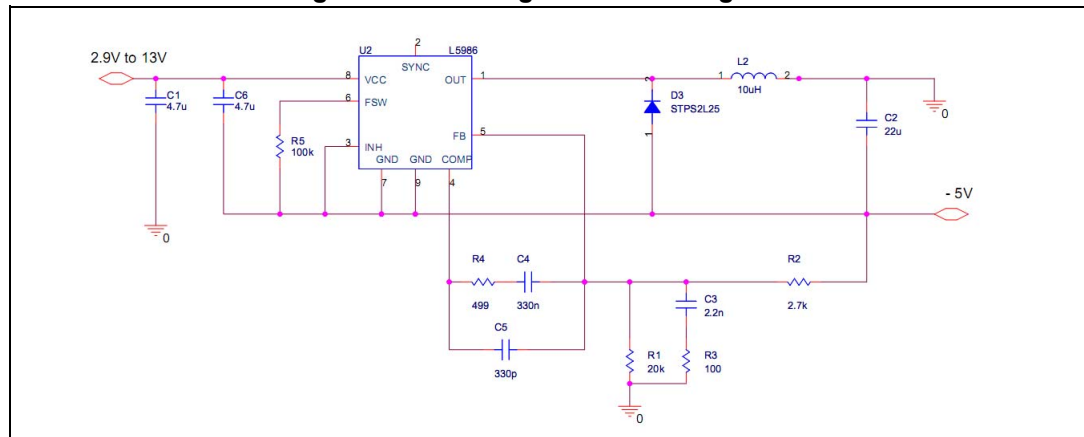 2.9V to 13V
C1
4.7u
C6
4.7u
0
R5
100k
U2
L5986
2
SYNC
8
VCC
OUT
1
6
FSW
FB
5
3
INH
GND
GND
COMP
7
9
4
2
D3
STPS2L25
1
L2
1
2
10uH
0
C2
22u
- 5V
R4
499
C4
330n
C5
330p
C3
2.2n
R2
2.7k
R1
20k
R3
100
0